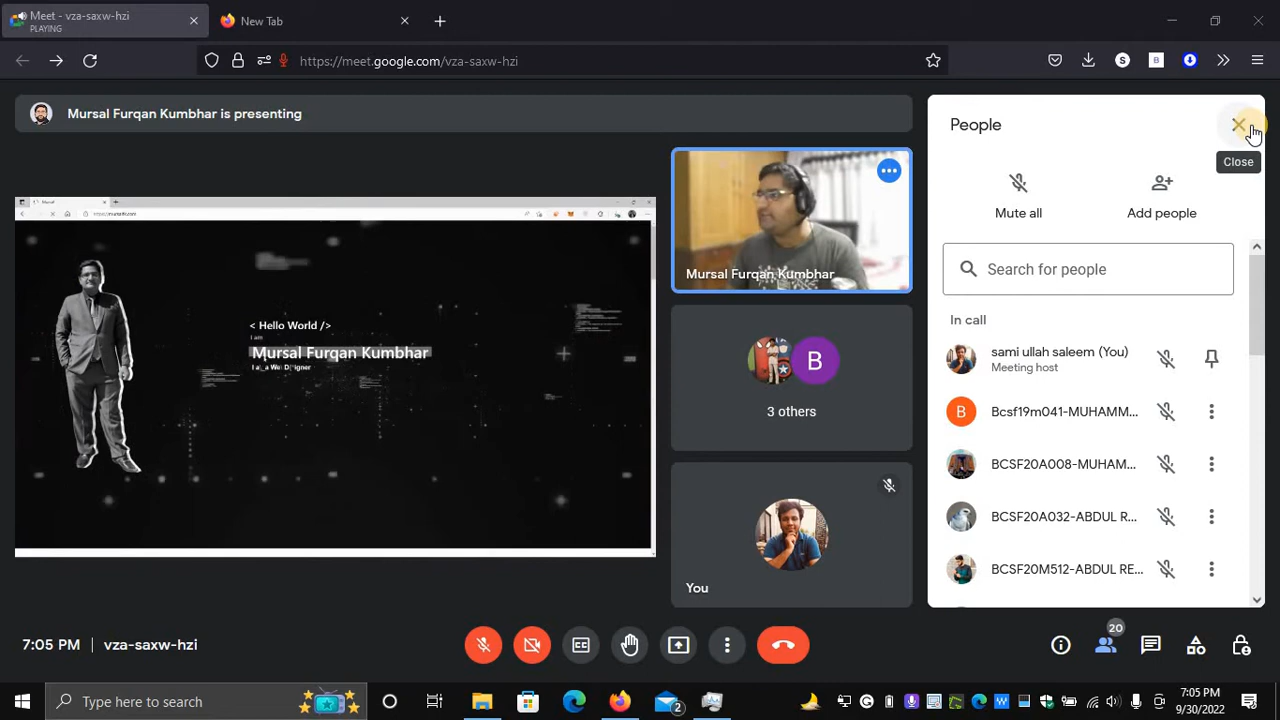 Meet - vza-saxw-hzi
PLAYING
New Tab
https://meet.google.com/vza-saxw-hzi
S
B
Mursal Furqan Kumbhar is presenting
People
Close
Mute all
Add people
Search for people
In call
sami ullah saleem (You)
Meeting host
B
Bcsf19m041-MUHAMM...
BCSF20A008-MUHAM...
BCSF20A032-ABDUL R...
BCSF20M512-ABDUL RE...
Mursal
< Hello World />
I am
Mursal Furqan Kumbhar
Mursal Furqan Kumbhar
B
3 others
You
7:05 PM | vza-saxw-hzi
20
Type here to search
2
7:05 PM
9/30/2022